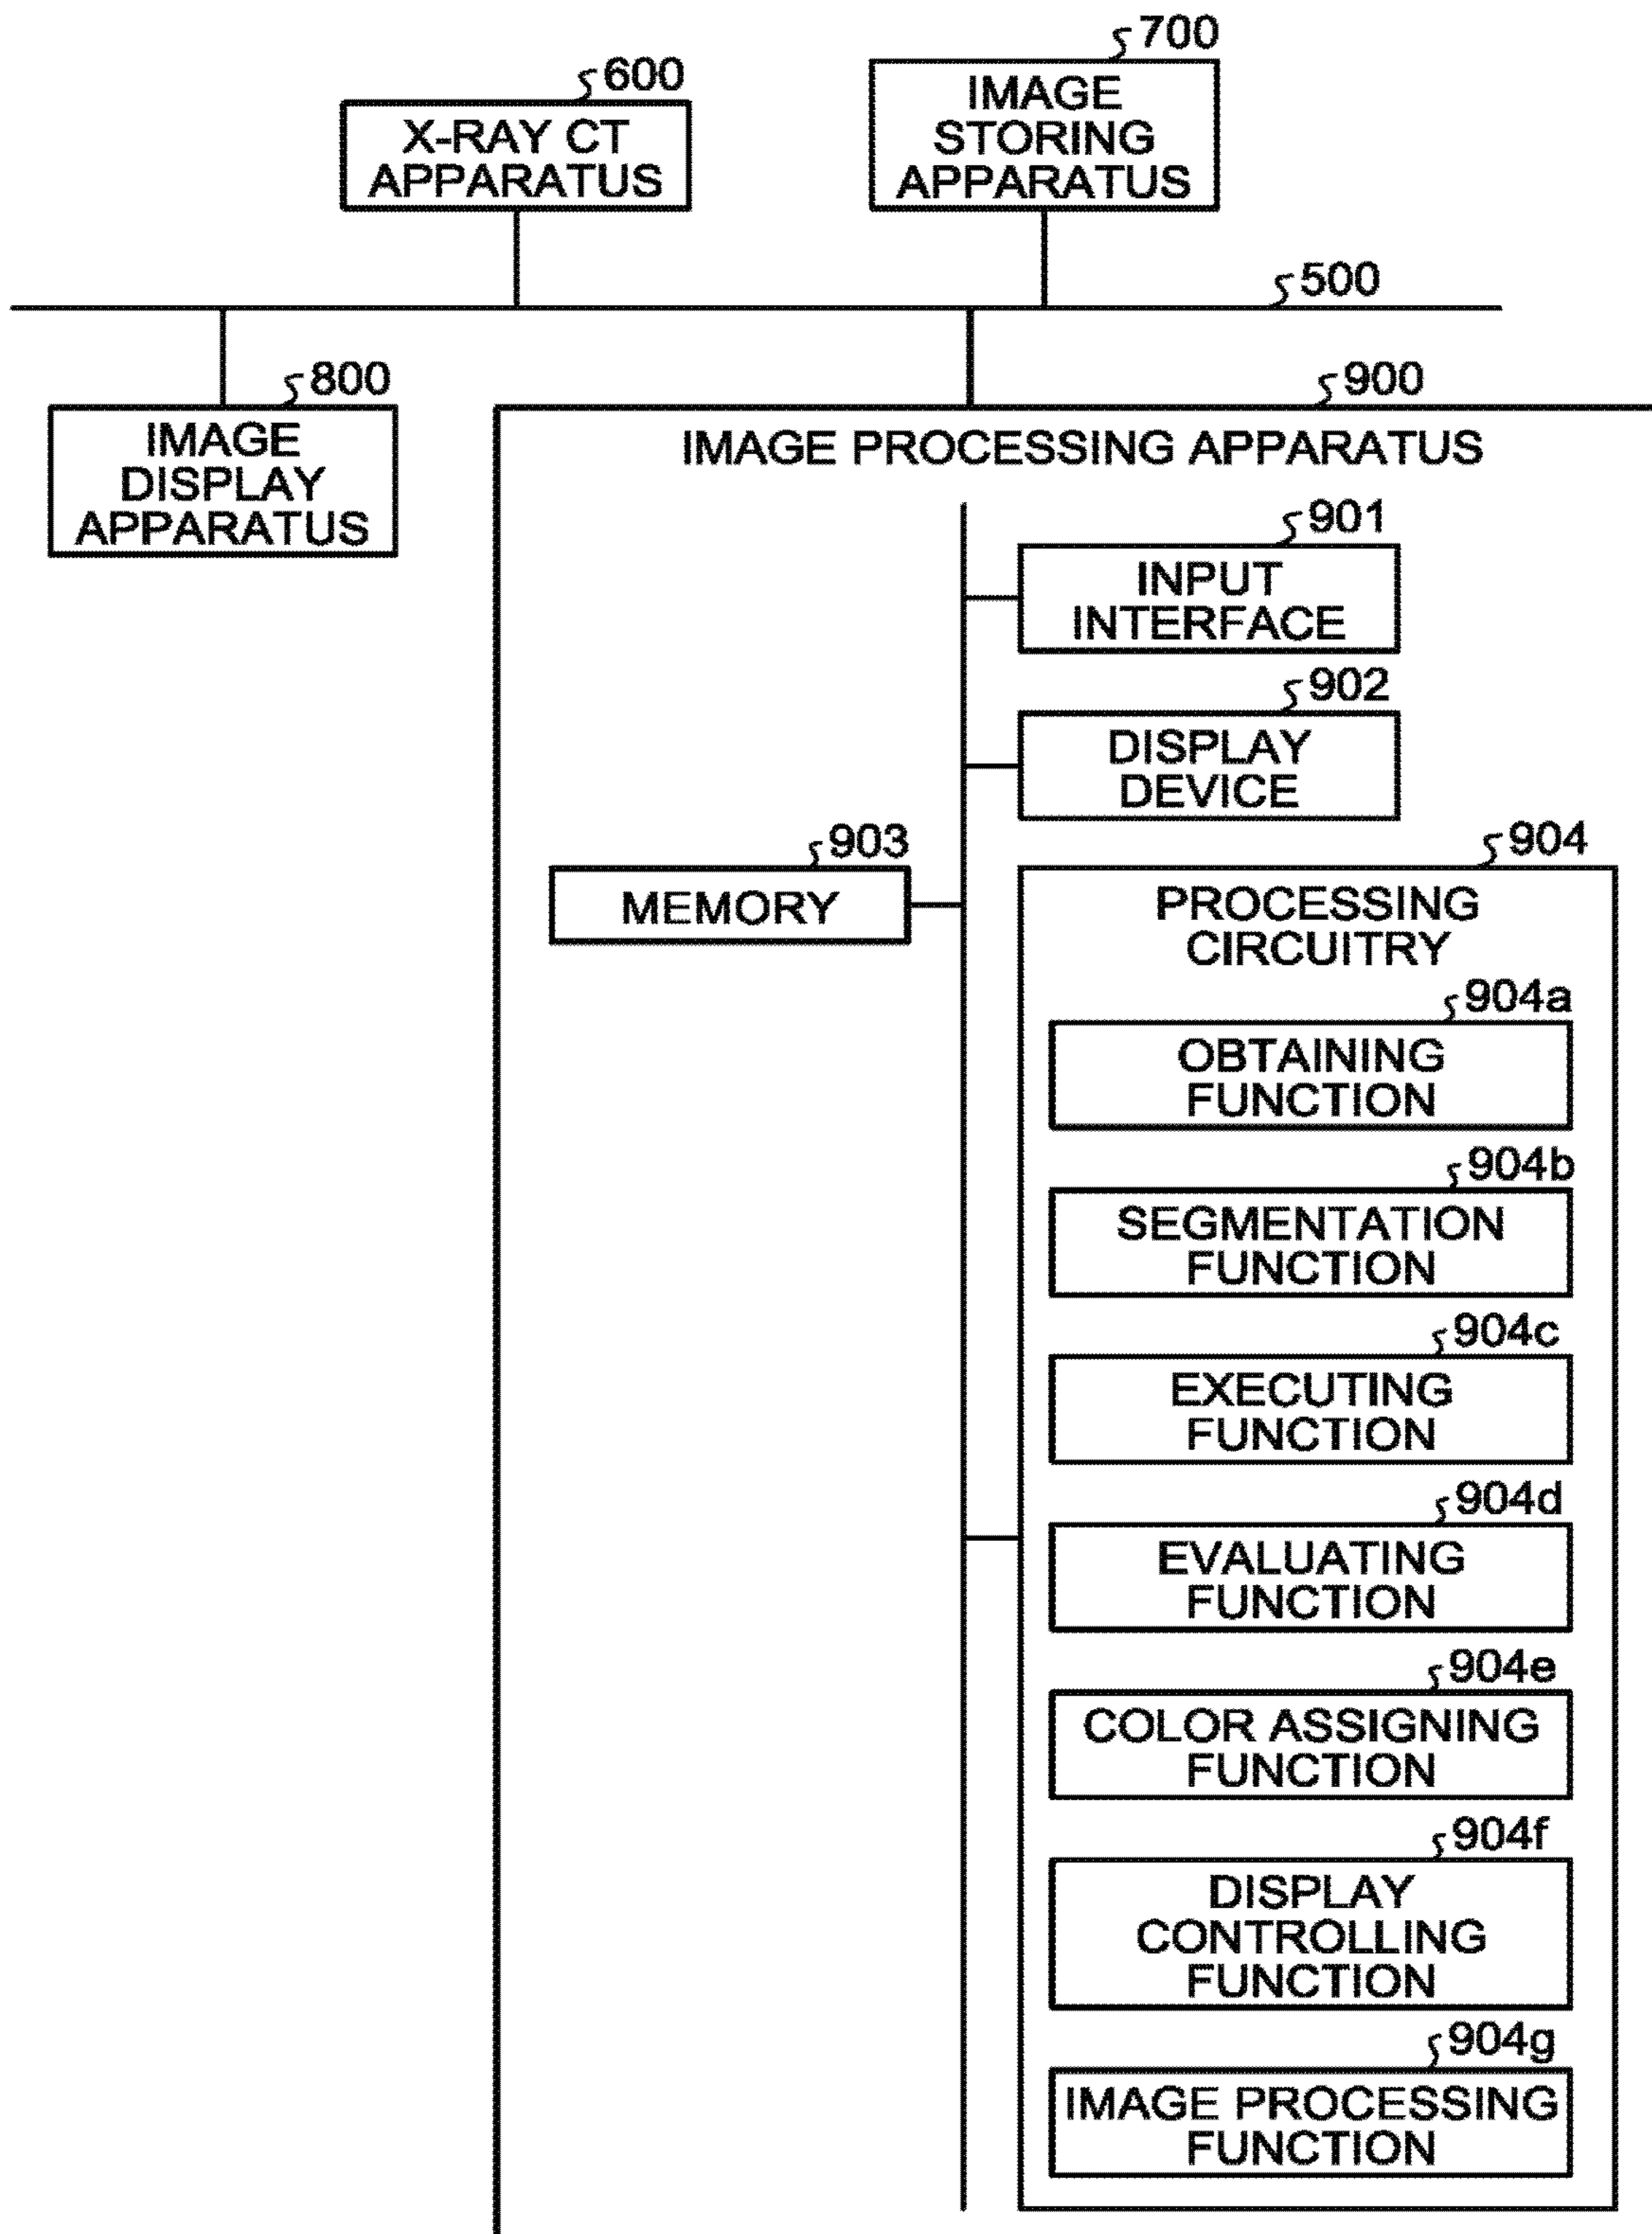 700
600
IMAGE
STORING
APPARATUS
X-RAY CT
APPARATUS
500
800
900
IMAGE
DISPLAY
APPARATUS
IMAGE PROCESSING APPARATUS
901
INPUT
INTERFACE
902
DISPLAY
DEVICE
903
MEMORY
904
PROCESSING
CIRCUITRY
904a
OBTAINING
FUNCTION
904b
SEGMENTATION
FUNCTION
904c
EXECUTING
FUNCTION
904d
EVALUATING
FUNCTION
904e
COLOR ASSIGNING
FUNCTION
904f
DISPLAY
CONTROLLING
FUNCTION
904g
IMAGE PROCESSING
FUNCTION